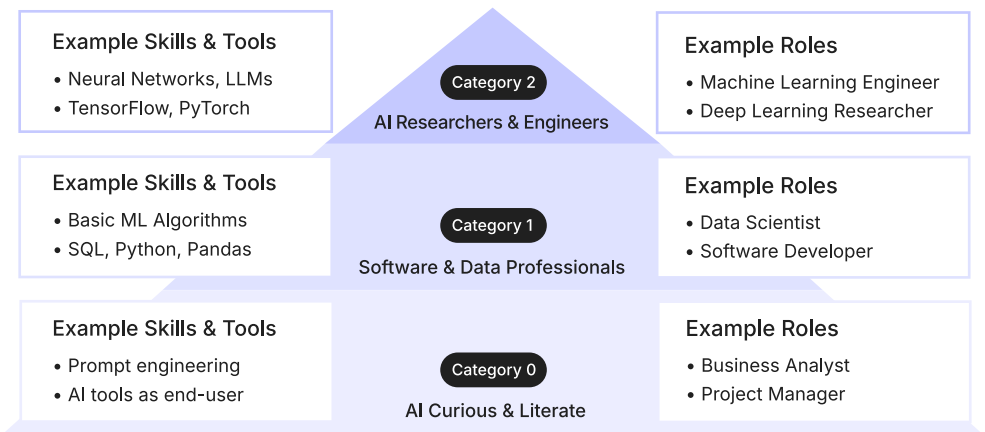 Example Skills & Tools
• Neural Networks, LLMs
• TensorFlow, PyTorch
Category 2
AI Researchers & Engineers
Example Roles
• Machine Learning Engineer
• Deep Learning Researcher
Example Skills & Tools
• Basic ML Algorithms
• SQL, Python, Pandas
Category 1
Software & Data Professionals
Example Roles
• Data Scientist
• Software Developer
Example Skills & Tools
• Prompt engineering
• AI tools as end-user
Category 0
AI Curious & Literate
Example Roles
• Business Analyst
• Project Manager